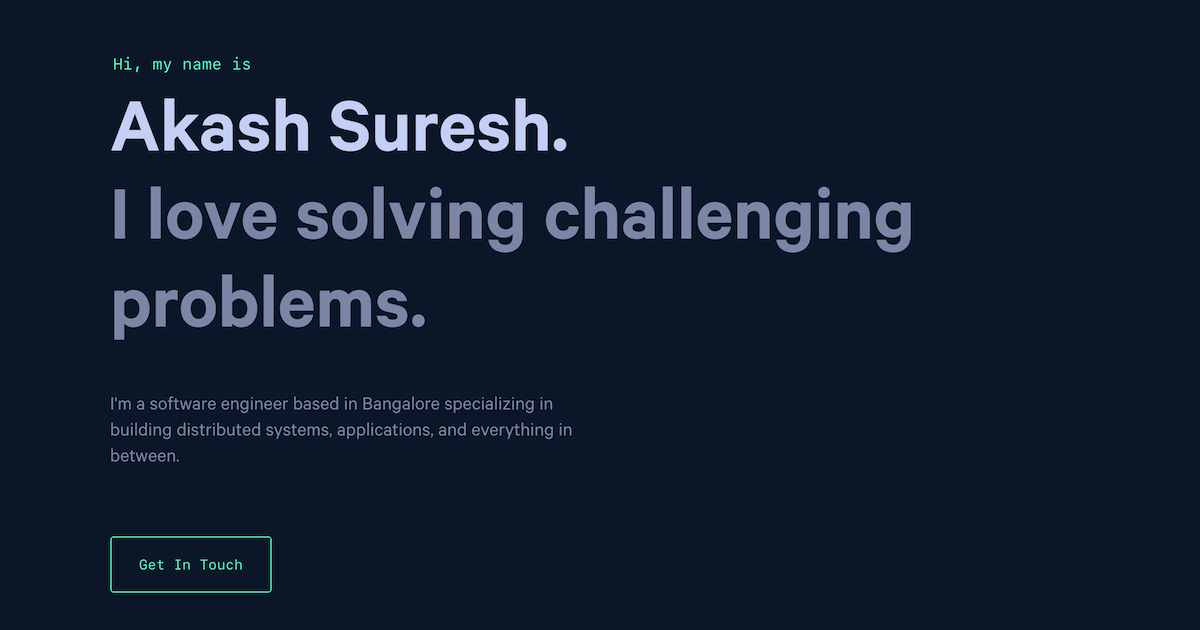 Hi, my name is
Akash Suresh.
I love solving challenging
problems.
I'm a software engineer based in Bangalore specializing in
building distributed systems, applications, and everything in
between.
Get In Touch